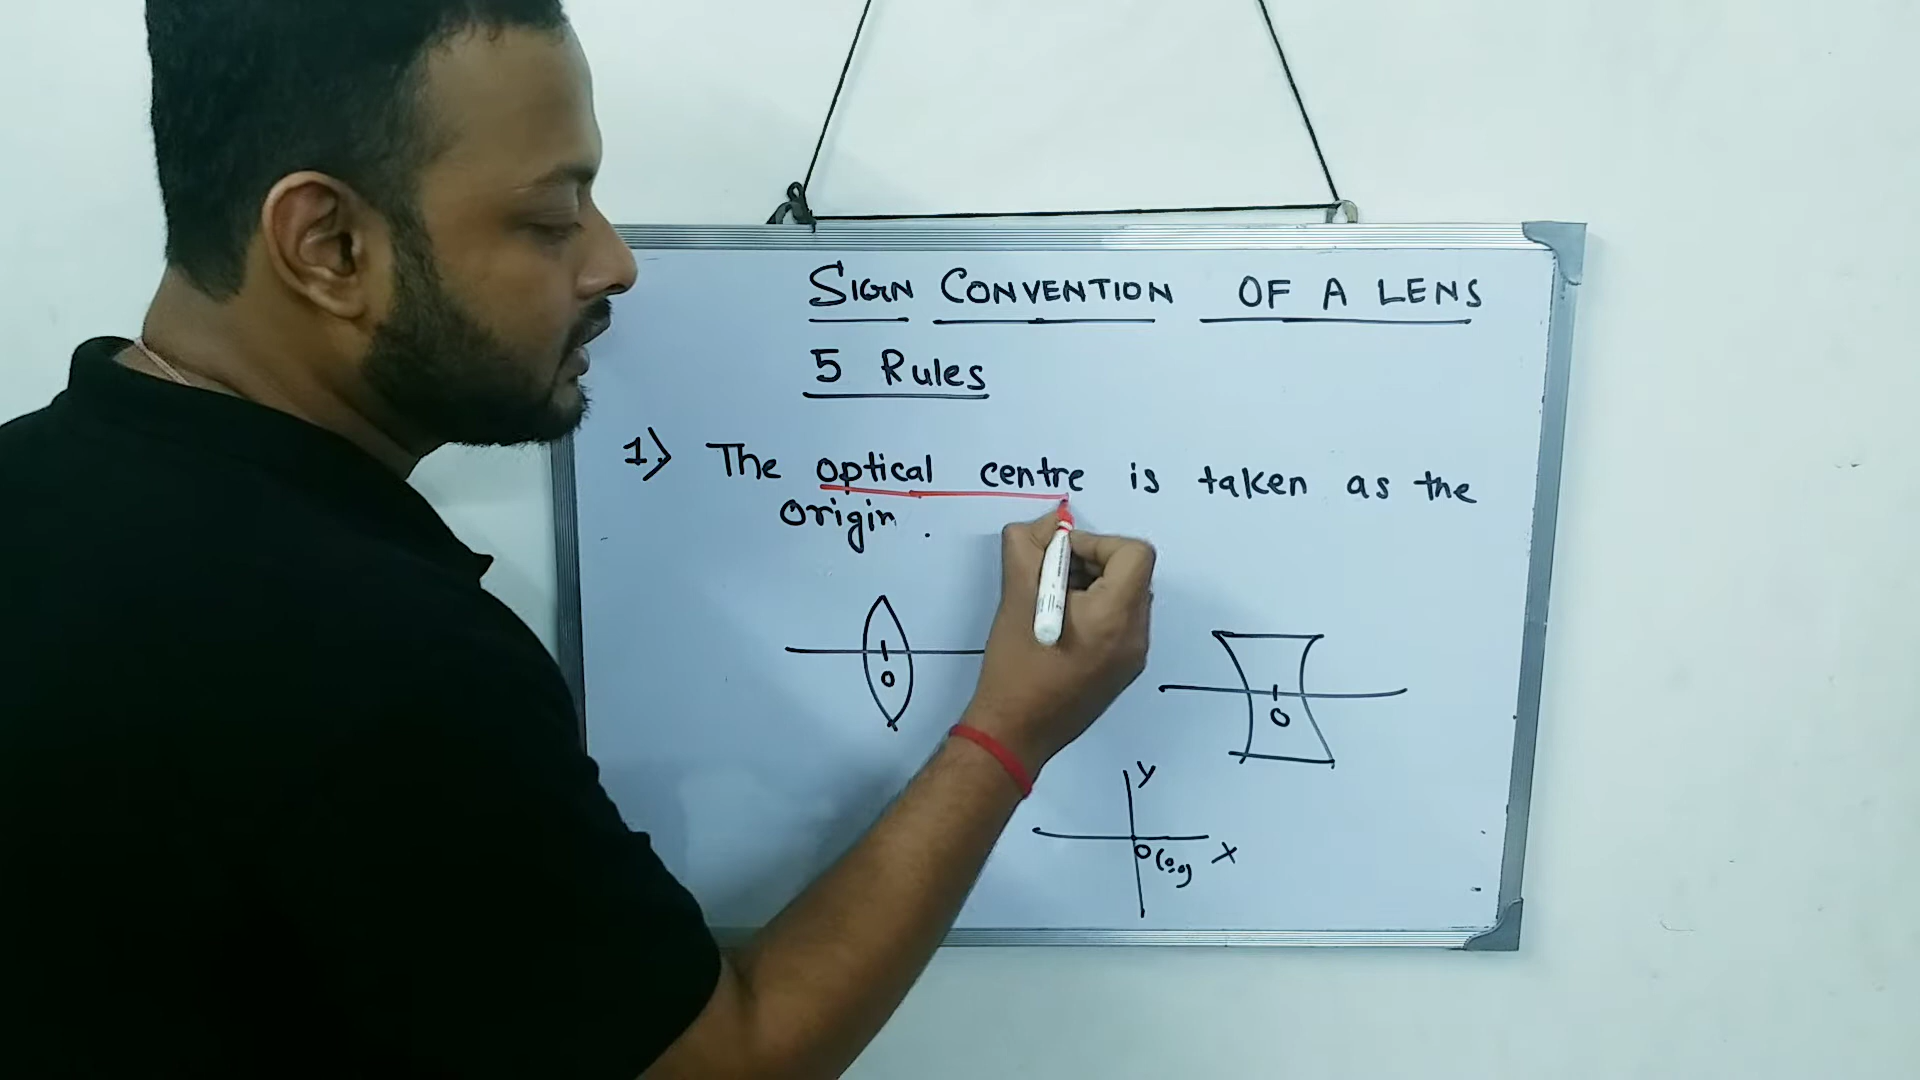 SIGN CONVENTION OF A LENS
5 Rules
1) The optical centre is taken as the
origin.
O
O
Y
O(0,0) X